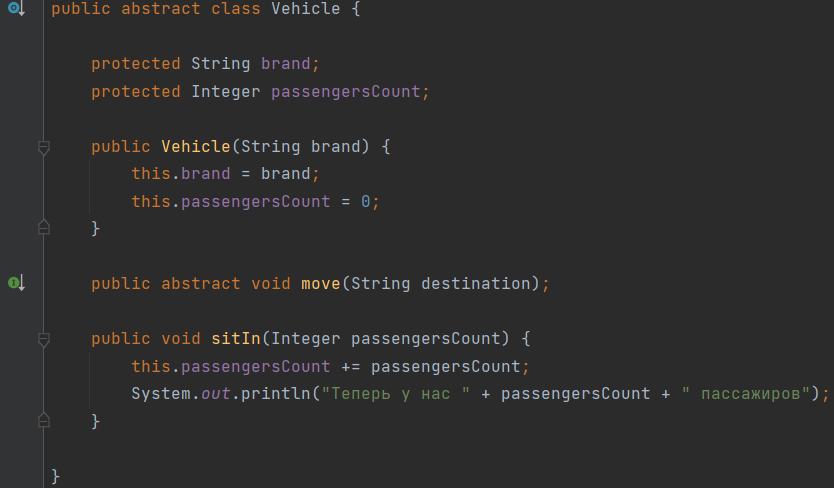 public abstract class Vehicle {
protected String brand;
protected Integer passengersCount;
public Vehicle(String brand) {
this.brand = brand;
this.passengersCount = 0;
}
public abstract void move(String destination);
public void sitIn(Integer passengersCount) {
this.passengersCount += passengersCount;
System.out.println("Теперь у нас " + passengersCount + " пассажиров");
}
}